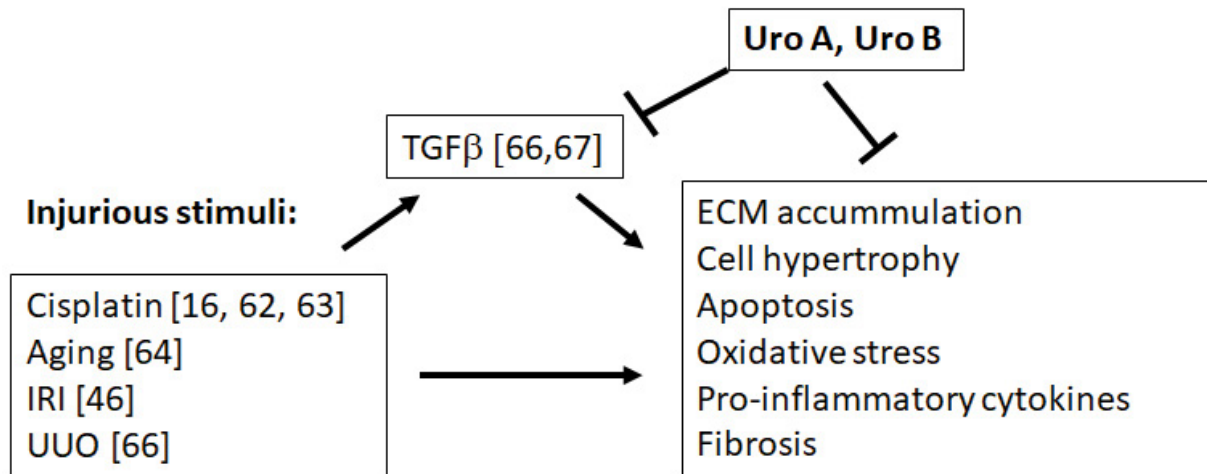 Uro A, Uro B
TGFβ [66,67]
Injurious stimuli:
Cisplatin [16, 62, 63]
Aging [64]
IRI [46]
UUO [66]
ECM accummulation
Cell hypertrophy
Apoptosis
Oxidative stress
Pro-inflammatory cytokines
Fibrosis